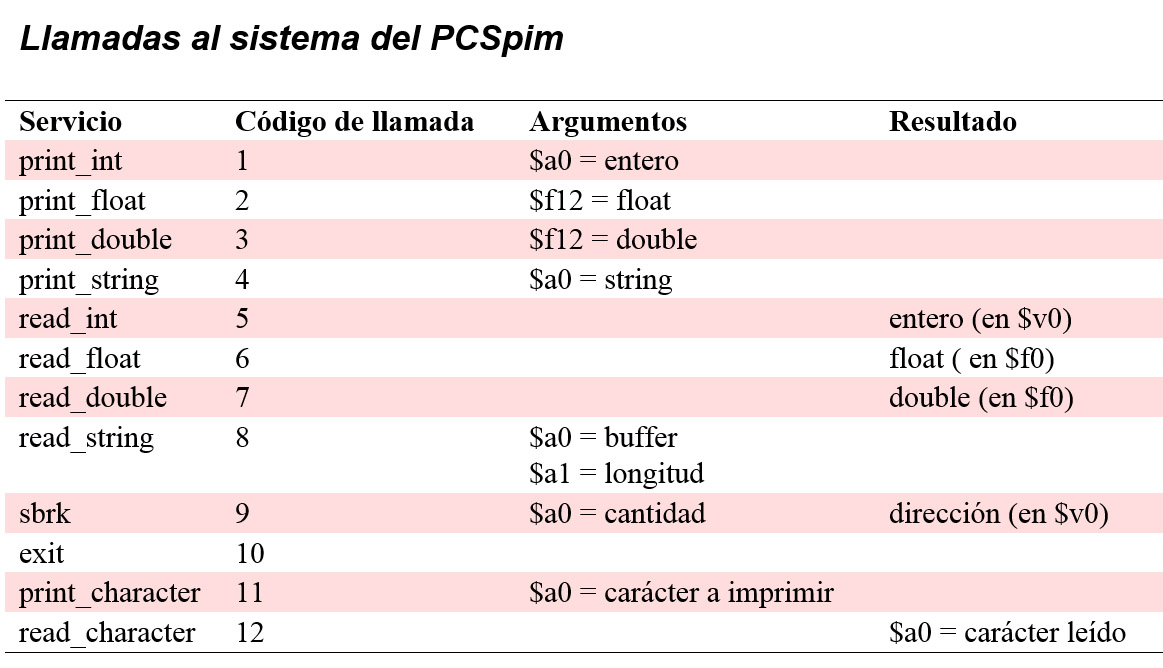 Llamadas al sistema del PCSpim
Servicio Código de llamada Argumentos Resultado
print_int 1 $a0 = entero
print_float 2 $f12 = float
print_double 3 $f12 = double
print_string 4 $a0 = string
read_int 5 entero (en $v0)
read_float 6 float ( en $f0)
read_double 7 double (en $f0)
read_string 8 $a0 = buffer
$a1 = longitud
sbrk 9 $a0 = cantidad dirección (en $v0)
exit 10
print_character 11 $a0 = carácter a imprimir
read_character 12 $a0 = carácter leído